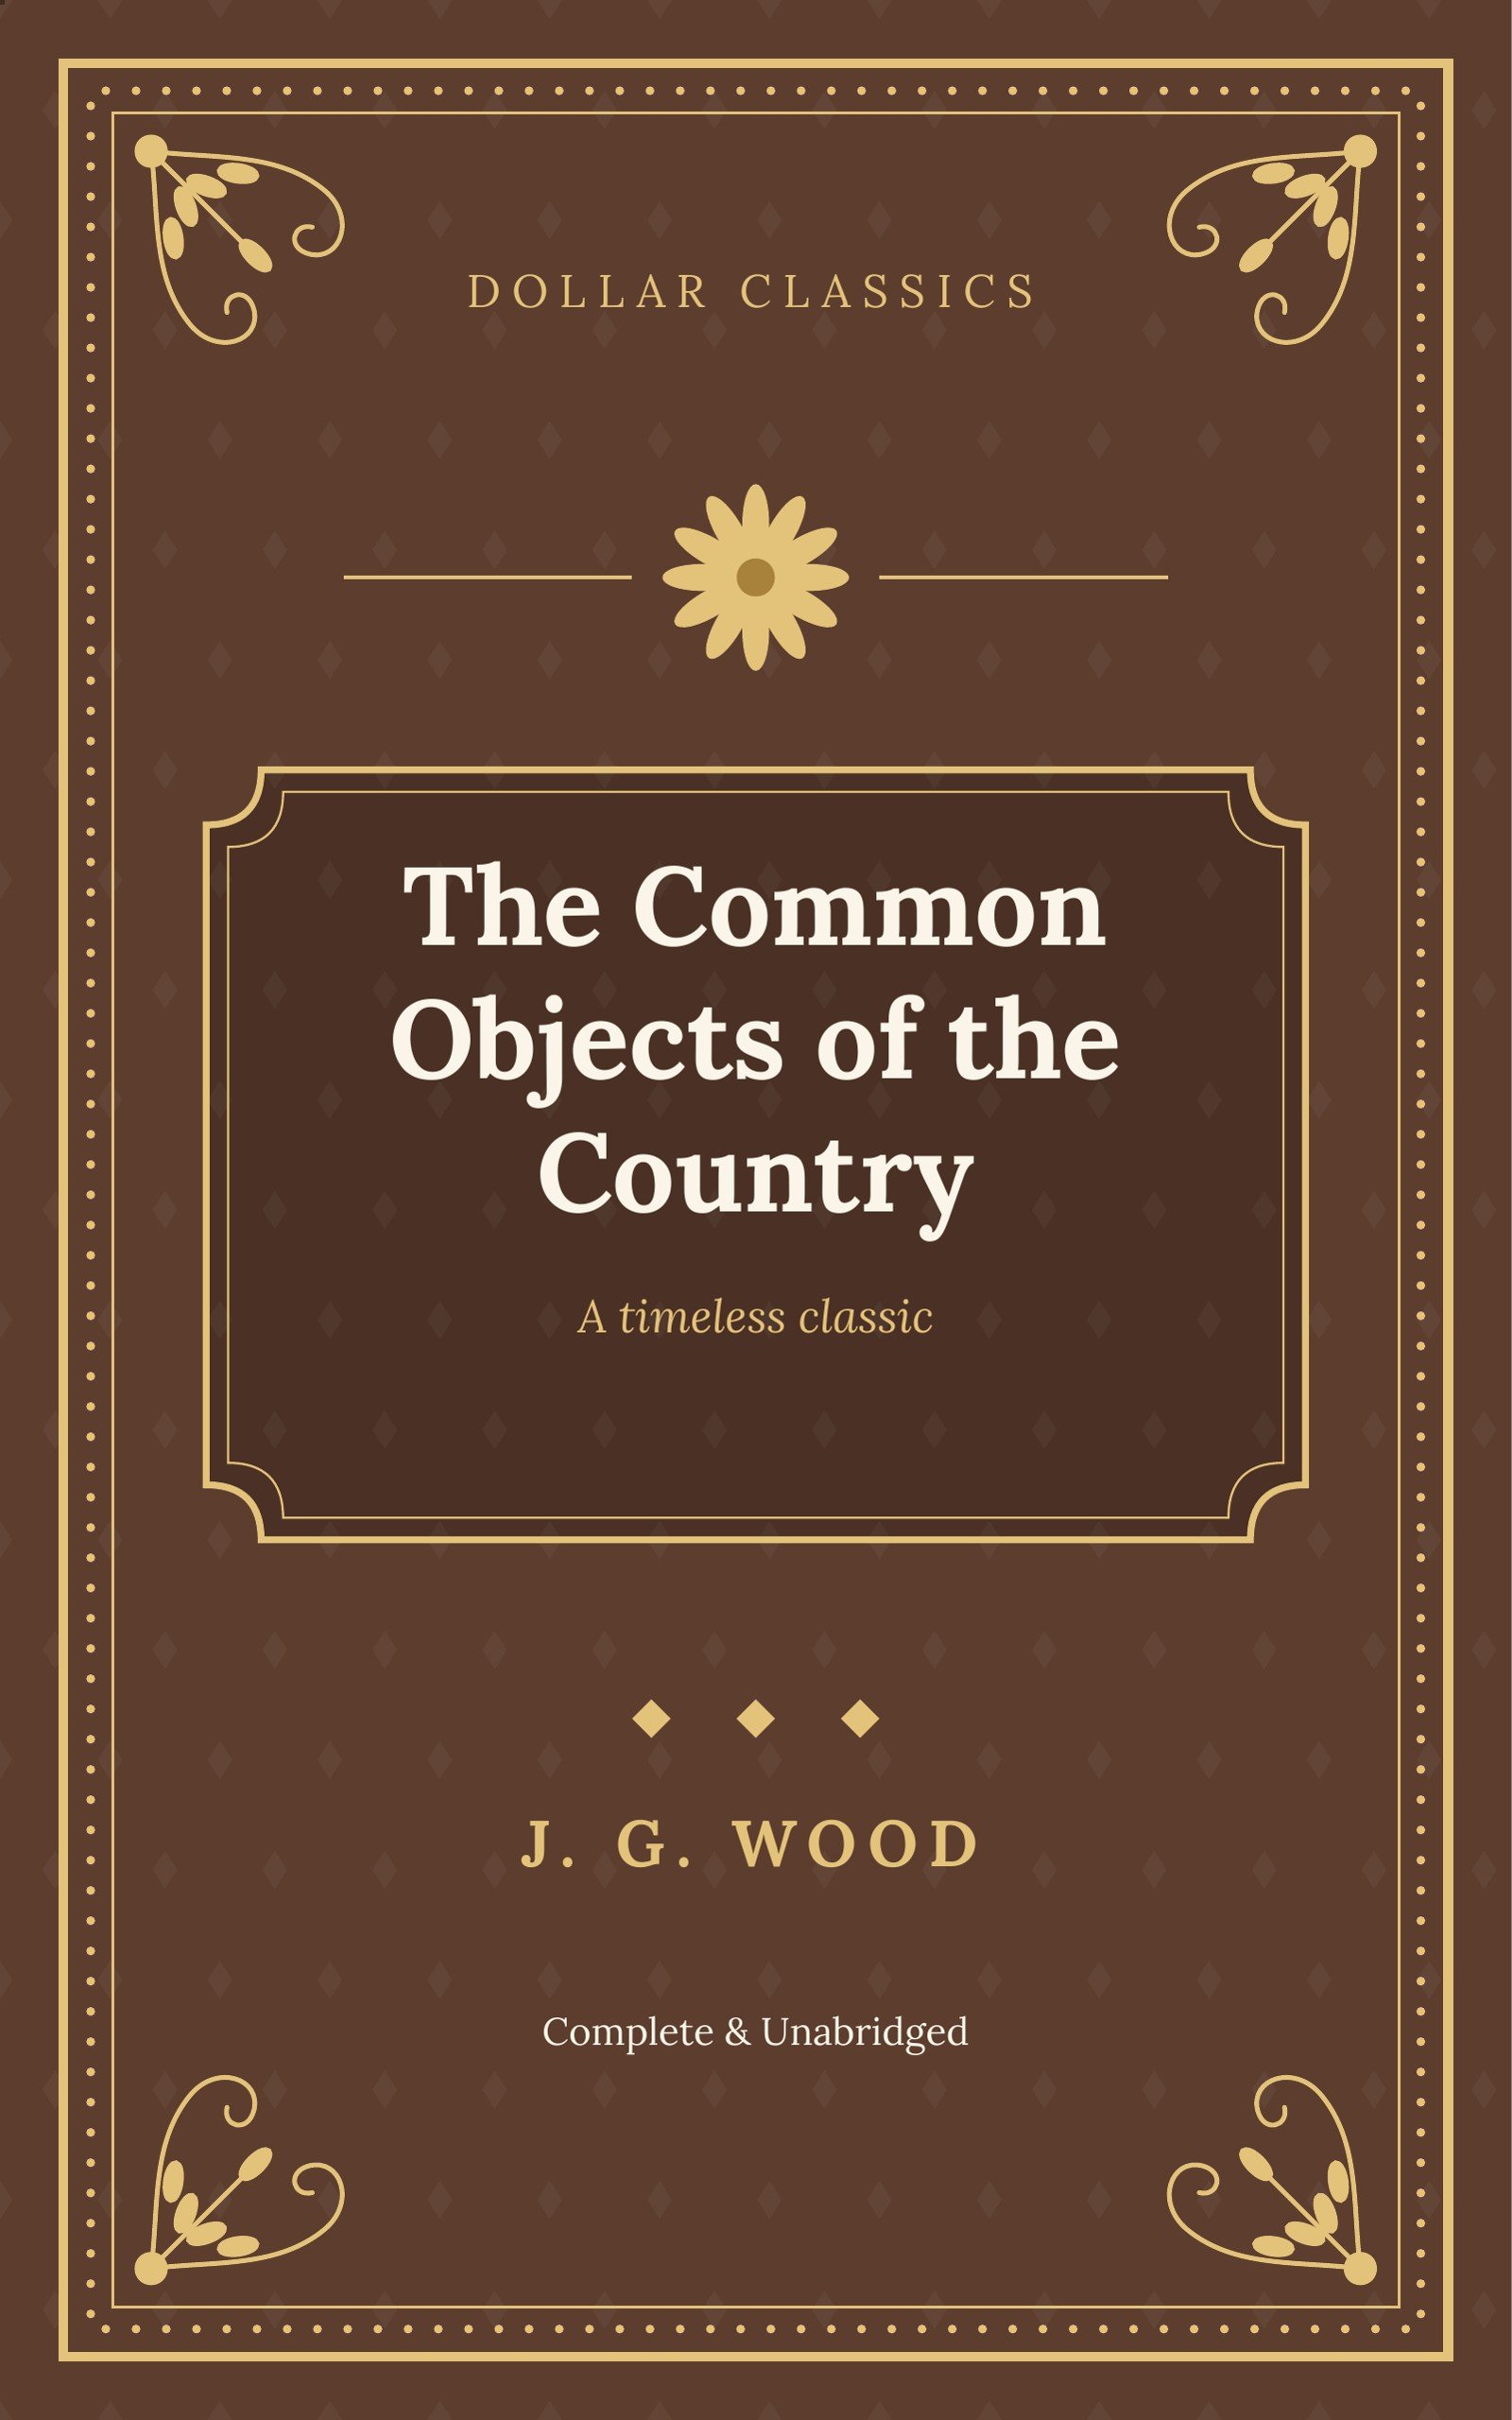 DOLLAR CLASSICS
The Common
Objects of the
Country
A timeless classic
J. G. WOOD
Complete & Unabridged